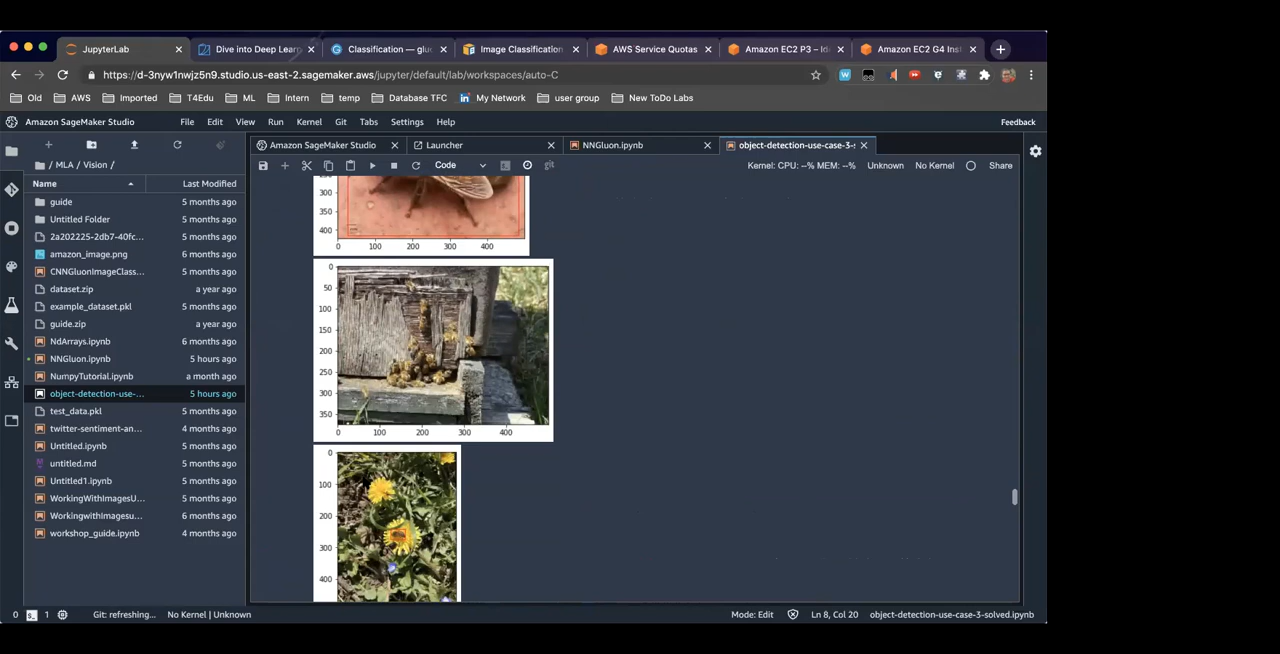 JupyterLab
Dive into Deep Learn
Classification — glu
Image Classification
AWS Service Quotas
Amazon EC2 P3 – Ide
Amazon EC2 G4 Inst
https://d-3nyw1nwjz5n9.studio.us-east-2.sagemaker.aws/jupyter/default/lab/workspaces/auto-C
Old AWS Imported T4Edu ML Intern temp Database TFC My Network user group New ToDo Labs
Amazon SageMaker Studio File Edit View Run Kernel Git Tabs Settings Help Feedback
Amazon SageMaker Studio Launcher NNGluon.ipynb object-detection-use-case-3-s
/ MLA / Vision /
Code git Kernel: CPU: --% MEM: --% Unknown No Kernel Share
Name Last Modified
guide 5 months ago
Untitled Folder 5 months ago
2a202225-2db7-40fc... 5 months ago
amazon_image.png 6 months ago
CNNGluonImageClass... 5 months ago
dataset.zip a year ago
example_dataset.pkl 5 months ago
guide.zip a year ago
NdArrays.ipynb 6 months ago
NNGluon.ipynb 5 hours ago
NumpyTutorial.ipynb a month ago
object-detection-use-... 5 hours ago
test_data.pkl 5 months ago
twitter-sentiment-an... 4 months ago
Untitled.ipynb 5 months ago
untitled.md 5 months ago
Untitled1.ipynb 5 months ago
WorkingWithImagesU... 5 months ago
WorkingwithImagesu... 6 months ago
workshop_guide.ipynb 4 months ago
300
350
400
0 100 200 300 400
0
50
100
150
200
250
300
350
0 100 200 300 400
0
100
200
300
400
0 1 Git: refreshing... No Kernel | Unknown Mode: Edit Ln 8, Col 20 object-detection-use-case-3-solved.ipynb